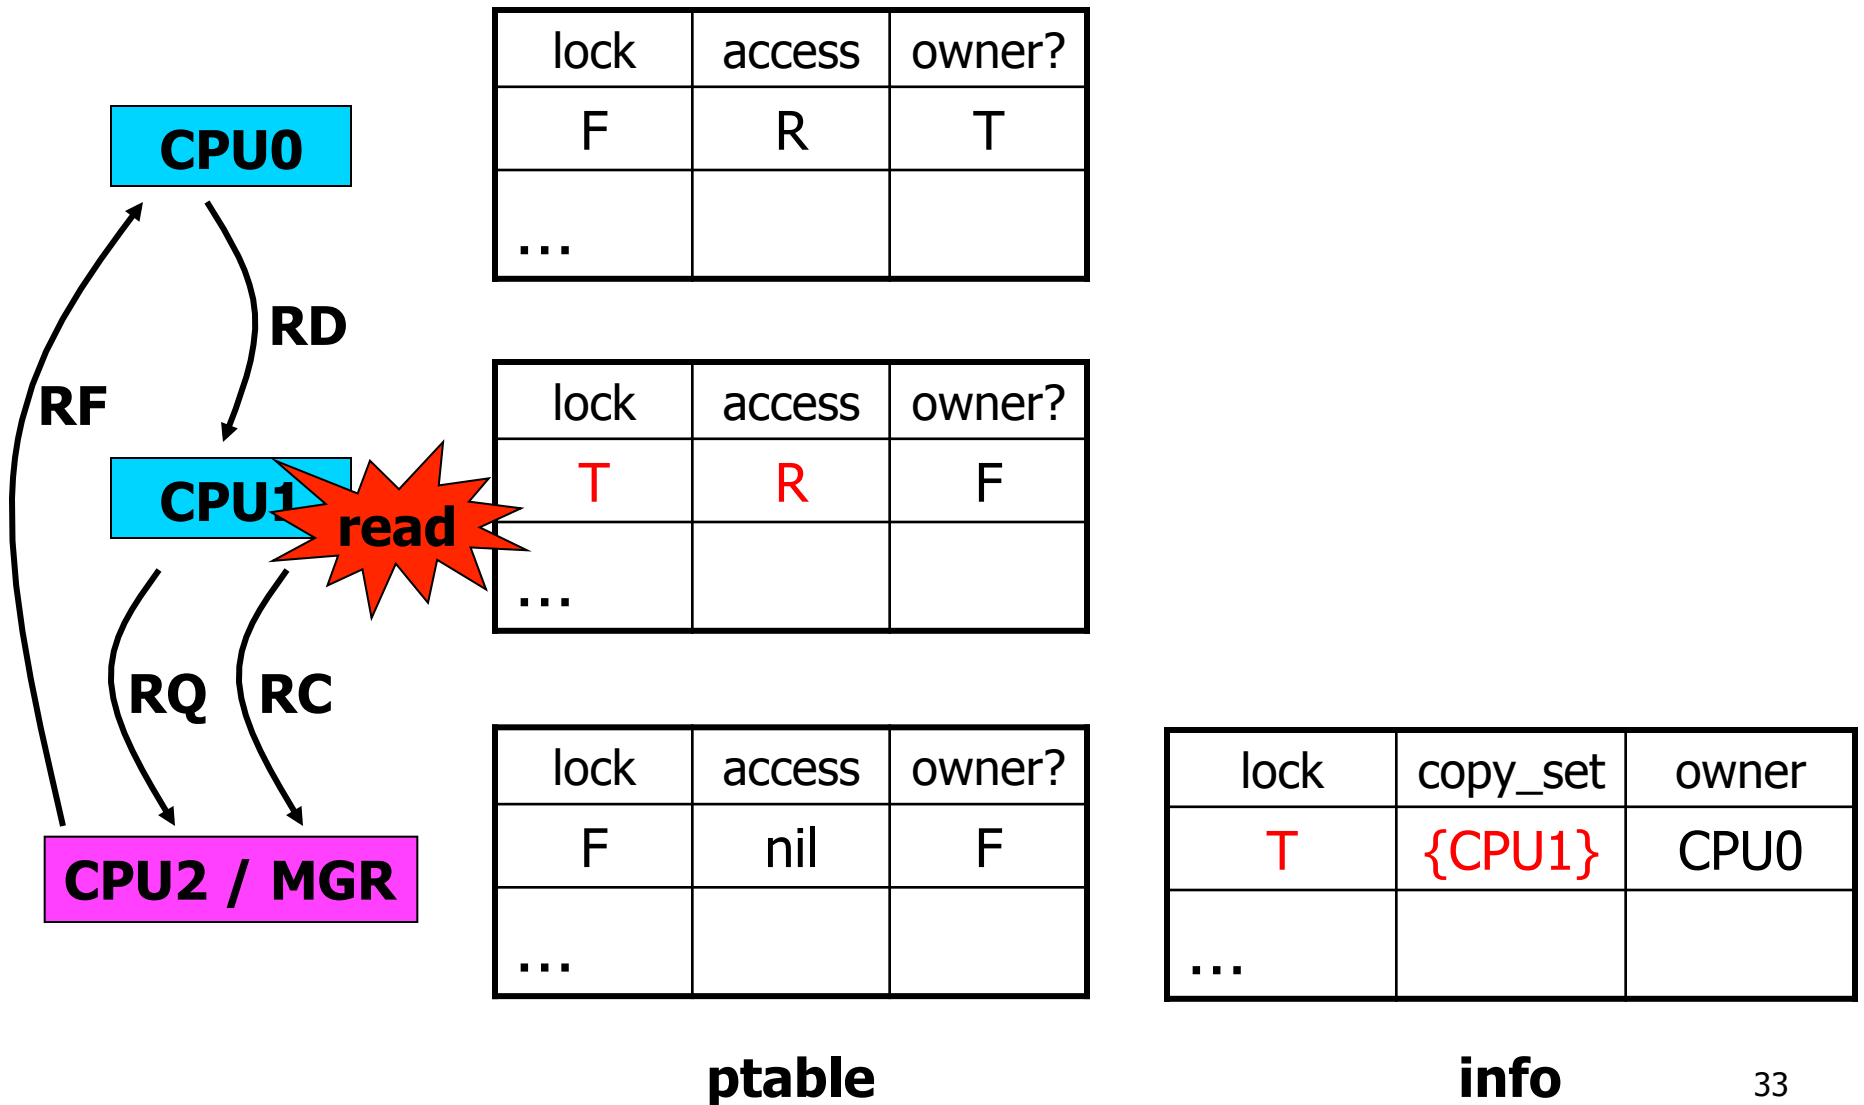 lock access owner?
F R T
...
CPU0
RD
RF
lock access owner?
T R F
...
CPU1
read
RQ RC
lock access owner?
F nil F
...
CPU2 / MGR
lock copy_set owner
T {CPU1} CPU0
...
ptable
info
33